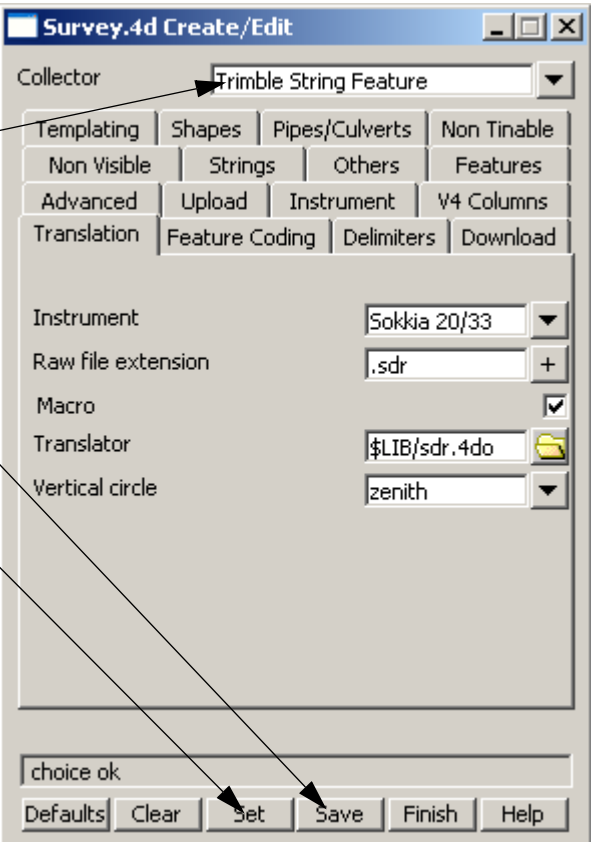 Survey.4d Create/Edit
Collector Trimble String Feature
Templating Shapes Pipes/Culverts Non Tinable
Non Visible Strings Others Features
Advanced Upload Instrument V4 Columns
Translation Feature Coding Delimiters Download
Instrument Sokkia 20/33
Raw file extension .sdr +
Macro
Translator $LIB/sdr.4do
Vertical circle zenith
choice ok
Defaults Clear Set Save Finish Help